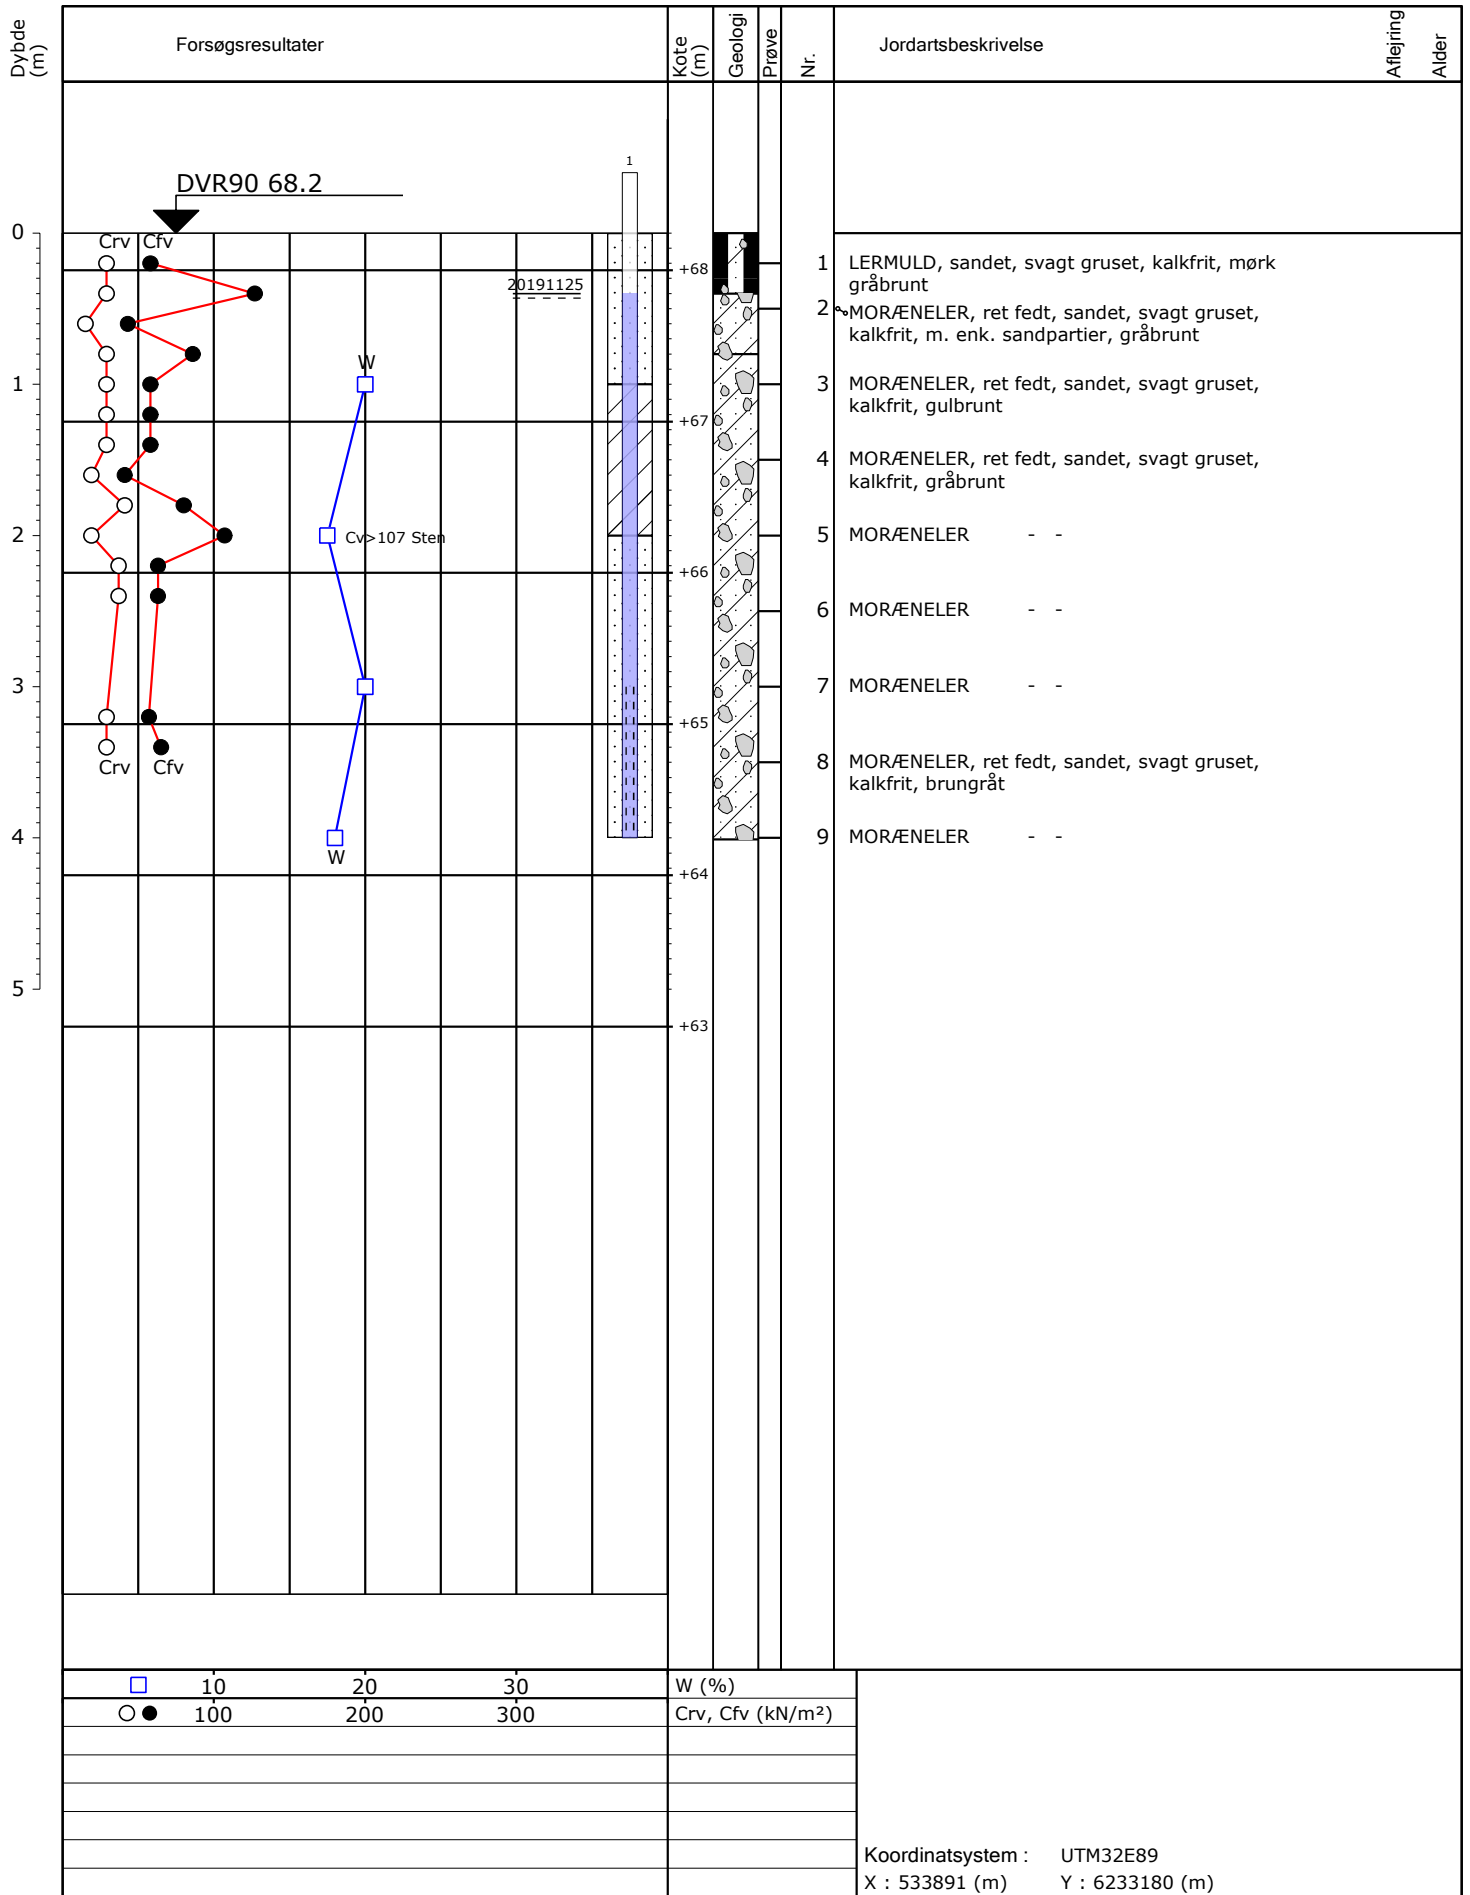 Dybde
(m)
Forsøgsresultater
Kote
(m)
Geologi
Prøve
Nr.
Jordartsbeskrivelse
Aflejring
Alder
1
DVR90 68.2
0
Crv Cfv
+68
20191125
1 LERMULD, sandet, svagt gruset, kalkfrit, mørk
gråbrunt
2 MORÆNELER, ret fedt, sandet, svagt gruset,
kalkfrit, m. enk. sandpartier, gråbrunt
W
1
3 MORÆNELER, ret fedt, sandet, svagt gruset,
kalkfrit, gulbrunt
+67
4 MORÆNELER, ret fedt, sandet, svagt gruset,
kalkfrit, gråbrunt
2
Cv>107 Sten
5 MORÆNELER - -
+66
6 MORÆNELER - -
3
7 MORÆNELER - -
+65
Crv Cfv
8 MORÆNELER, ret fedt, sandet, svagt gruset,
kalkfrit, brungråt
4
W
9 MORÆNELER - -
+64
5
+63
10 20 30 W (%)
100 200 300 Crv, Cfv (kN/m²)
Koordinatsystem : UTM32E89
X : 533891 (m) Y : 6233180 (m)